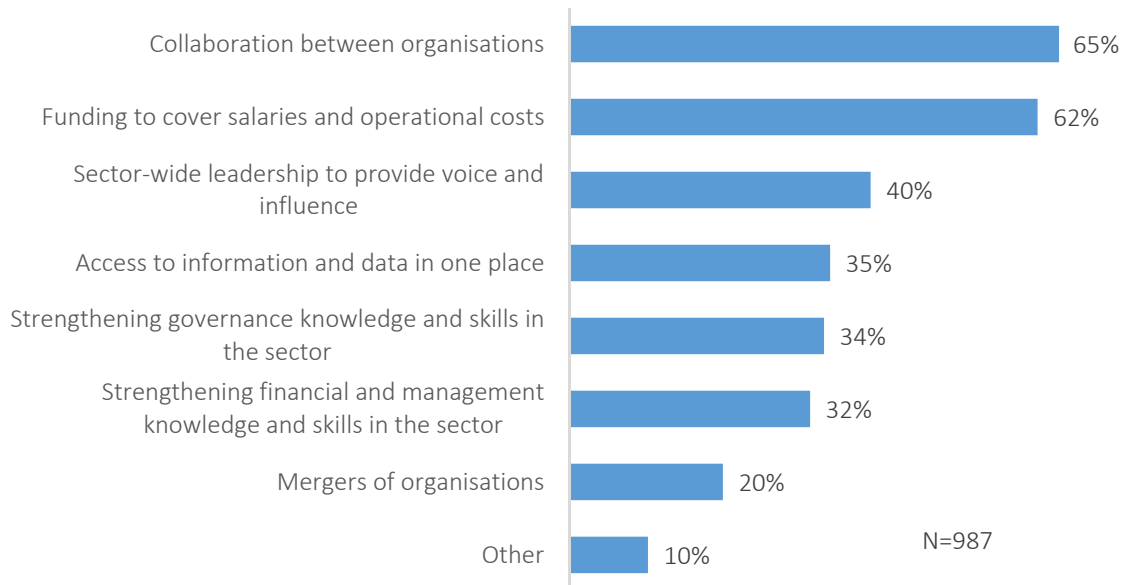 Collaboration between organisations
65%
Funding to cover salaries and operational costs
62%
Sector-wide leadership to provide voice and
influence
40%
Access to information and data in one place
35%
Strengthening governance knowledge and skills in
the sector
34%
Strengthening financial and management
knowledge and skills in the sector
32%
Mergers of organisations
20%
Other
10%
N=987